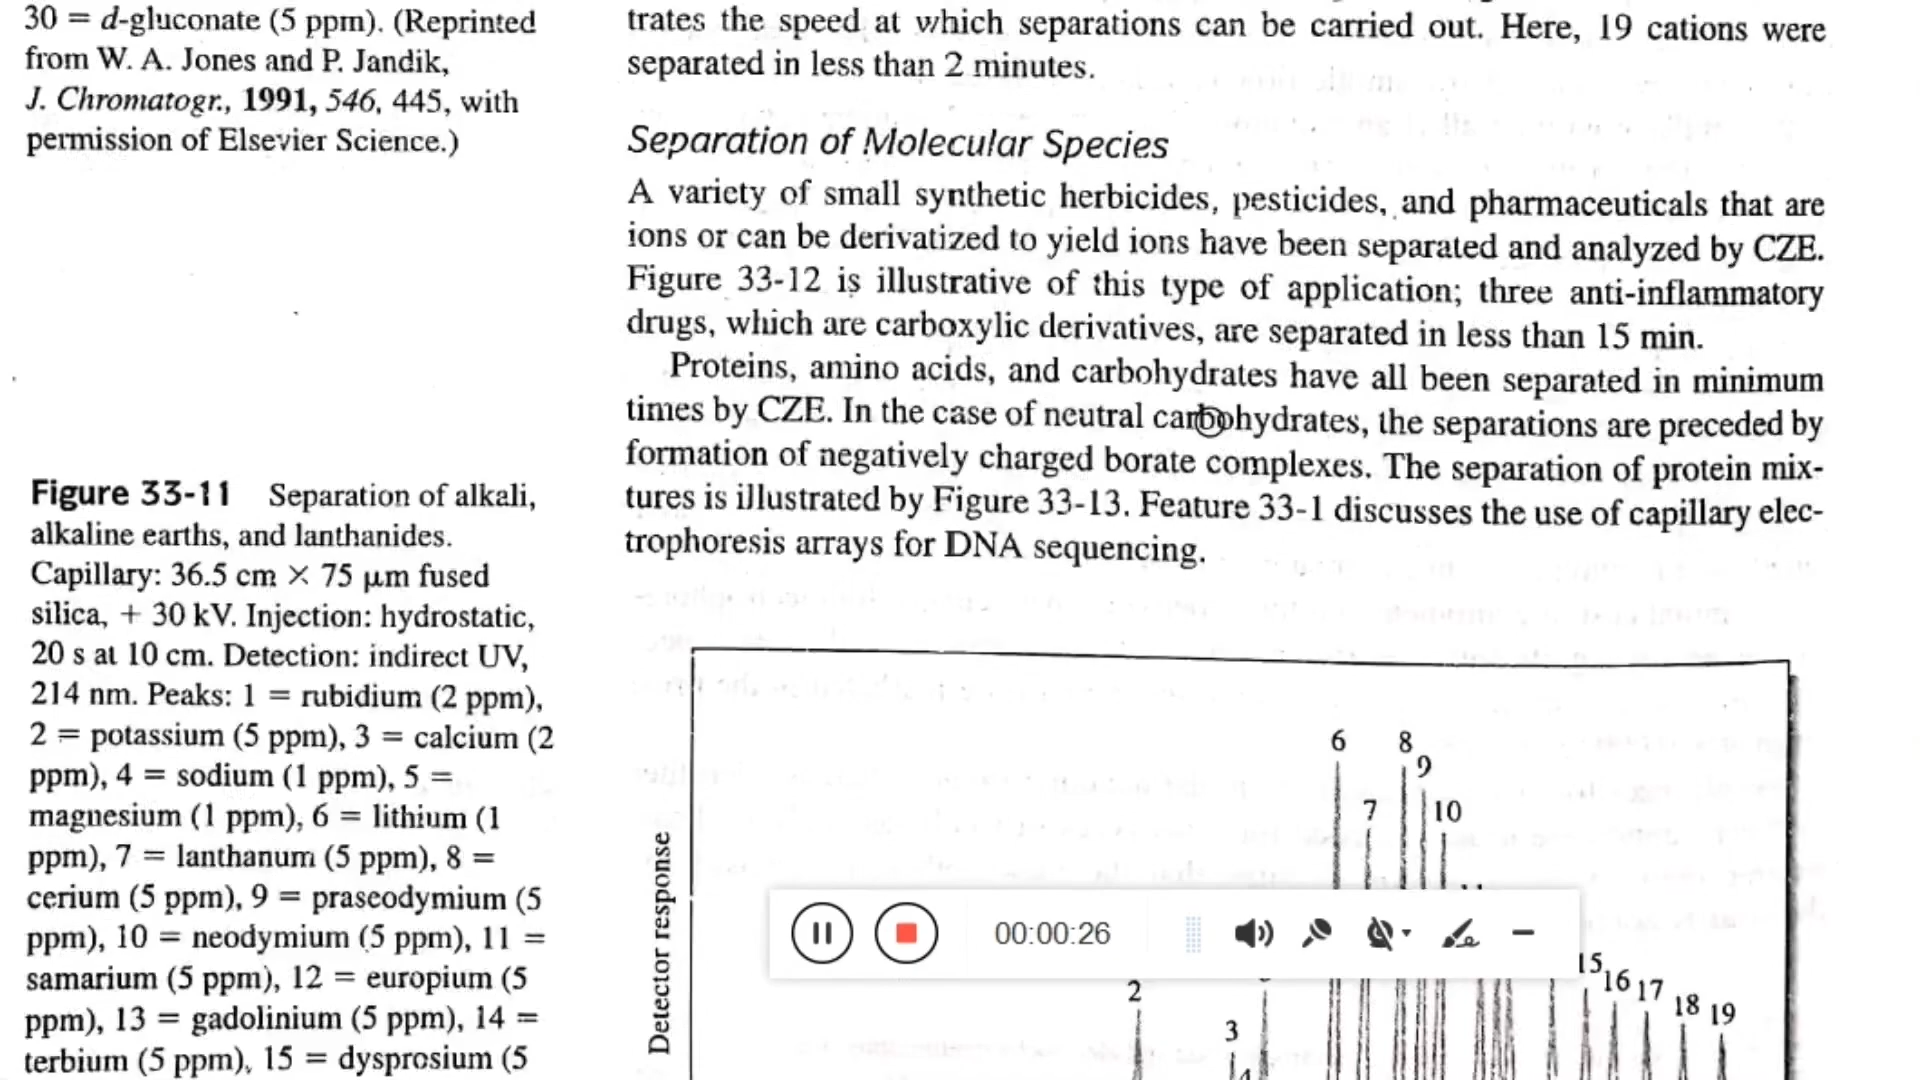 30 = d-gluconate (5 ppm). (Reprinted
from W. A. Jones and P. Jandik,
J. Chromatogr., 1991, 546, 445, with
permission of Elsevier Science.)
Figure 33-11 Separation of alkali,
alkaline earths, and lanthanides.
Capillary: 36.5 cm × 75 μm fused
silica, + 30 kV. Injection: hydrostatic,
20 s at 10 cm. Detection: indirect UV,
214 nm. Peaks: 1 = rubidium (2 ppm),
2 = potassium (5 ppm), 3 = calcium (2
ppm), 4 = sodium (1 ppm), 5 =
magnesium (1 ppm), 6 = lithium (1
ppm), 7 = lanthanum (5 ppm), 8 =
cerium (5 ppm), 9 = praseodymium (5
ppm), 10 = neodymium (5 ppm), 11 =
samarium (5 ppm), 12 = europium (5
ppm), 13 = gadolinium (5 ppm), 14 =
terbium (5 ppm), 15 = dysprosium (5
trates the speed at which separations can be carried out. Here, 19 cations were
separated in less than 2 minutes.
Separation of Molecular Species
A variety of small synthetic herbicides, pesticides, and pharmaceuticals that are
ions or can be derivatized to yield ions have been separated and analyzed by CZE.
Figure 33-12 is illustrative of this type of application; three anti-inflammatory
drugs, which are carboxylic derivatives, are separated in less than 15 min.
Proteins, amino acids, and carbohydrates have all been separated in minimum
times by CZE. In the case of neutral carbohydrates, the separations are preceded by
formation of negatively charged borate complexes. The separation of protein mix-
tures is illustrated by Figure 33-13. Feature 33-1 discusses the use of capillary elec-
trophoresis arrays for DNA sequencing.
6 8
9
7 10
Detector response
00:00:26
15
16 17
2
18 19
3
4